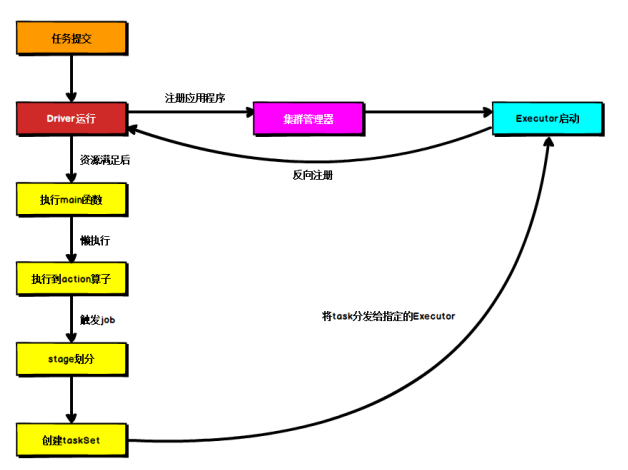 任务提交
注册应用程序
Driver运行
集群管理器
Executor启动
资源满足后
反向注册
执行main函数
懒执行
执行到action算子
触发job
将task分发给指定的Executor
stage划分
创建taskSet